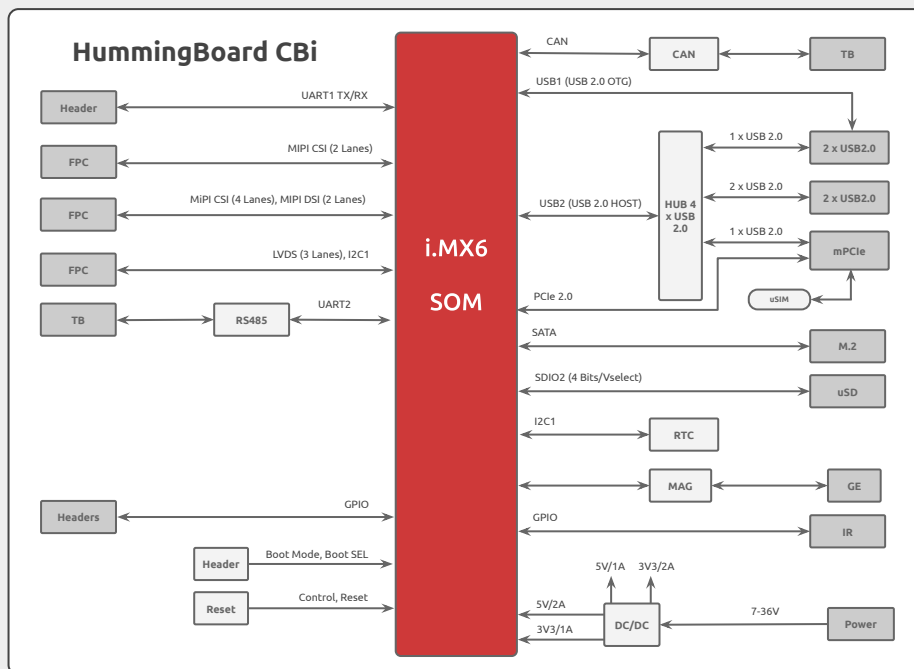 HummingBoard CBi
Header
UART1 TX/RX
FPC
MIPI CSI (2 Lanes)
FPC
MiPI CSI (4 Lanes), MIPI DSI (2 Lanes)
FPC
LVDS (3 Lanes), I2C1
TB
RS485
UART2
Headers
GPIO
Header
Boot Mode, Boot SEL
Reset
Control, Reset
i.MX6
SOM
CAN
CAN
TB
USB1 (USB 2.0 OTG)
1 x USB 2.0
2 x USB2.0
USB2 (USB 2.0 HOST)
HUB 4
x USB
2.0
2 x USB 2.0
2 x USB2.0
1 x USB 2.0
mPCIe
uSIM
PCIe 2.0
SATA
M.2
SDIO2 (4 Bits/Vselect)
uSD
I2C1
RTC
MAG
GE
GPIO
IR
5V/1A
3V3/2A
5V/2A
3V3/1A
DC/DC
7-36V
Power